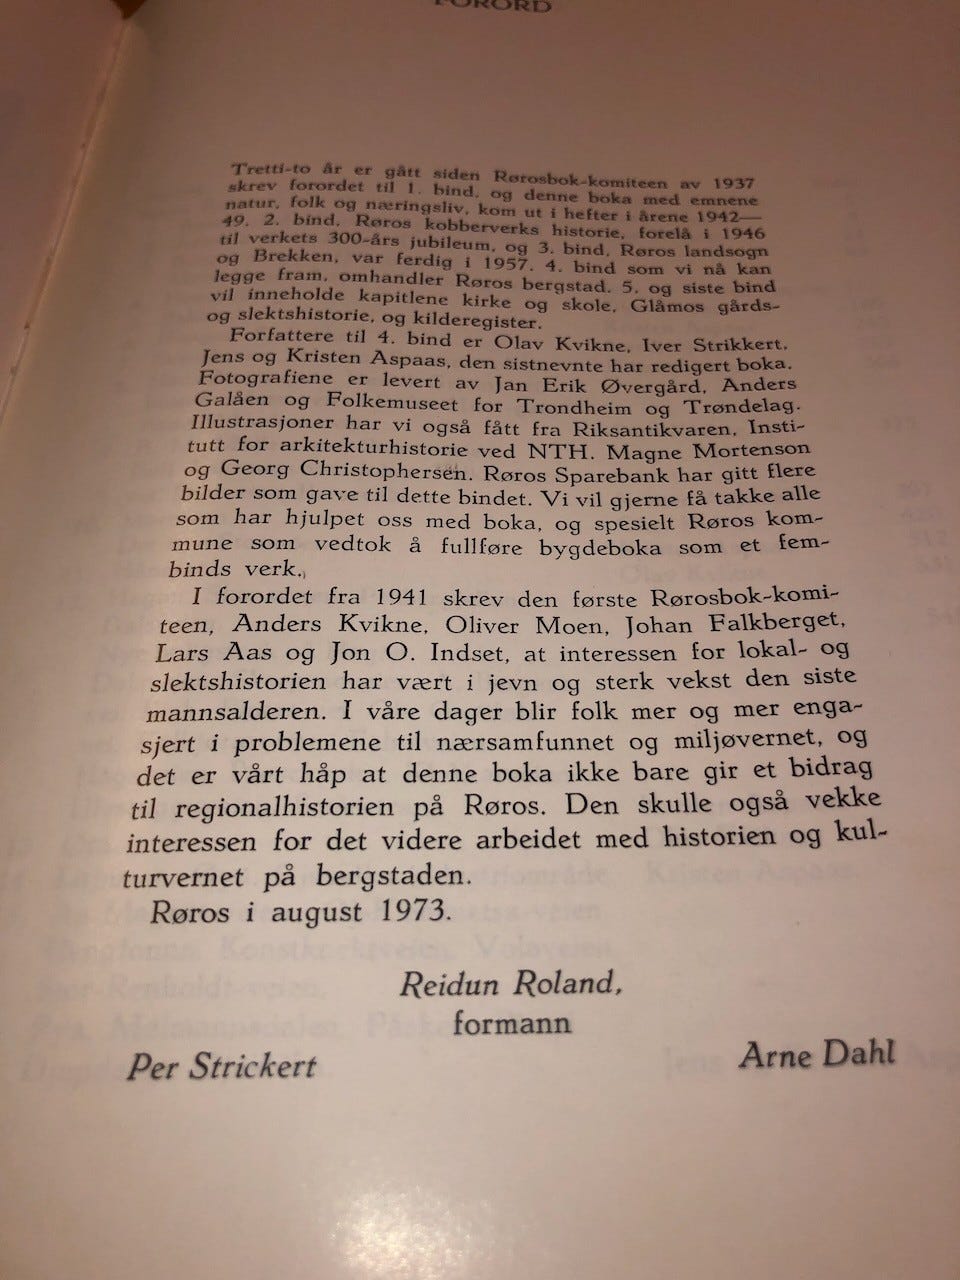 FORORD
Tretti-to år er gått siden Rørosbok-komiteen av 1937
skrev forordet til 1. bind, og denne boka med emnene
natur, folk og næringsliv, kom ut i hefter i årene 1942—
49. 2. bind, Røros kobberverks historie, forelå i 1946
til verkets 300-års jubileum, og 3. bind, Røros landsogn
og Brekken, var ferdig i 1957. 4. bind som vi nå kan
legge fram, omhandler Røros bergstad. 5. og siste bind
vil inneholde kapitlene kirke og skole, Glåmos gårds-
og slektshistorie, og kilderegister.
Forfattere til 4. bind er Olav Kvikne, Iver Strikkert,
Jens og Kristen Aspaas, den sistnevnte har redigert boka.
Fotografiene er levert av Jan Erik Øvergård, Anders
Galåen og Folkemuseet for Trondheim og Trøndelag.
Illustrasjoner har vi også fått fra Riksantikvaren, Insti-
tutt for arkitekturhistorie ved NTH. Magne Mortenson
og Georg Christophersen. Røros Sparebank har gitt flere
bilder som gave til dette bindet. Vi vil gjerne få takke alle
som har hjulpet oss med boka, og spesielt Røros kom-
mune som vedtok å fullføre bygdeboka som et fem-
binds verk.
I forordet fra 1941 skrev den første Rørosbok-komi-
teen, Anders Kvikne, Oliver Moen, Johan Falkberget,
Lars Aas og Jon O. Indset, at interessen for lokal- og
slektshistorien har vært i jevn og sterk vekst den siste
mannsalderen. I våre dager blir folk mer og mer enga-
sjert i problemene til nærsamfunnet og miljøvernet, og
det er vårt håp at denne boka ikke bare gir et bidrag
til regionalhistorien på Røros. Den skulle også vekke
interessen for det videre arbeidet med historien og kul-
turvernet på bergstaden.
Røros i august 1973.
Reidun Roland,
formann
Per Strickert
Arne Dahl